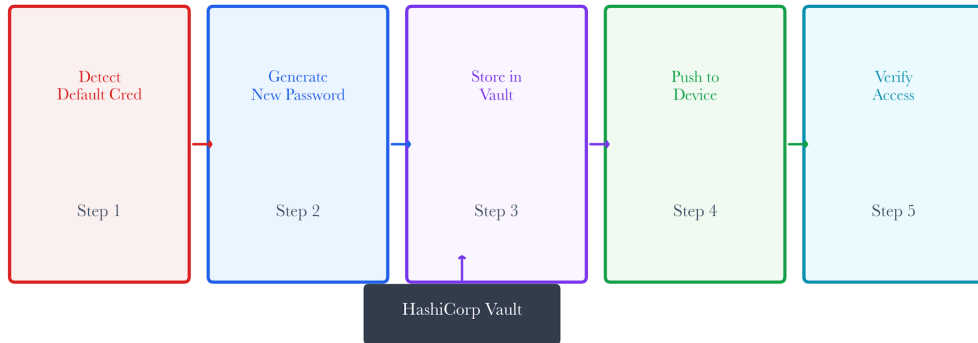 Detect
Default Cred
Step 1
Generate
New Password
Step 2
Store in
Vault
Step 3
Push to
Device
Step 4
Verify
Access
Step 5
HashiCorp Vault